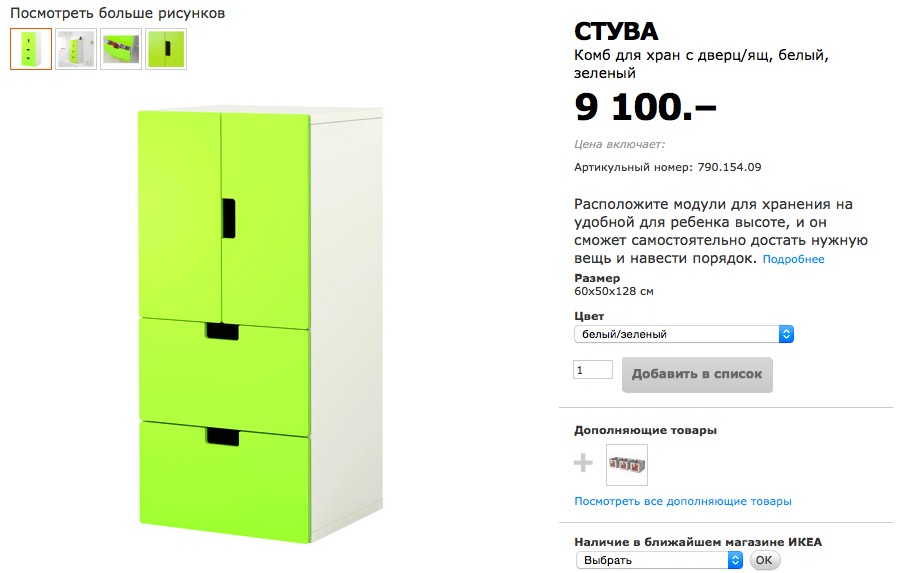 Посмотреть больше рисунков
СТУВА
Комб для хран с дверц/ящ, белый,
зеленый
9 100.–
Цена включает:
Артикульный номер: 790.154.09
Расположите модули для хранения на
удобной для ребенка высоте, и он
сможет самостоятельно достать нужную
вещь и навести порядок. Подробнее
Размер
60x50x128 см
Цвет
белый/зеленый
1 Добавить в список
Дополняющие товары
Посмотреть все дополняющие товары
Наличие в ближайшем магазине ИКЕА
Выбрать OK